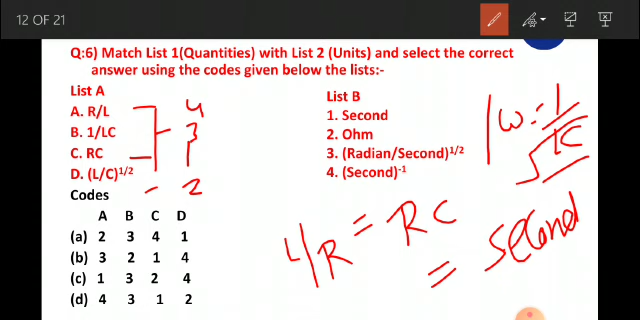 12 OF 21
Q:6) Match List 1(Quantities) with List 2 (Units) and select the correct
answer using the codes given below the lists:-
List A
A. R/L
B. 1/LC
C. RC
D. (L/C)^1/2
4
3
1
2
List B
1. Second
2. Ohm
3. (Radian/Second)^1/2
4. (Second)^-1
ω = 1/√LC
Codes
A B C D
(a) 2 3 4 1
(b) 3 2 1 4
(c) 1 3 2 4
(d) 4 3 1 2
4/R = RC
= Second